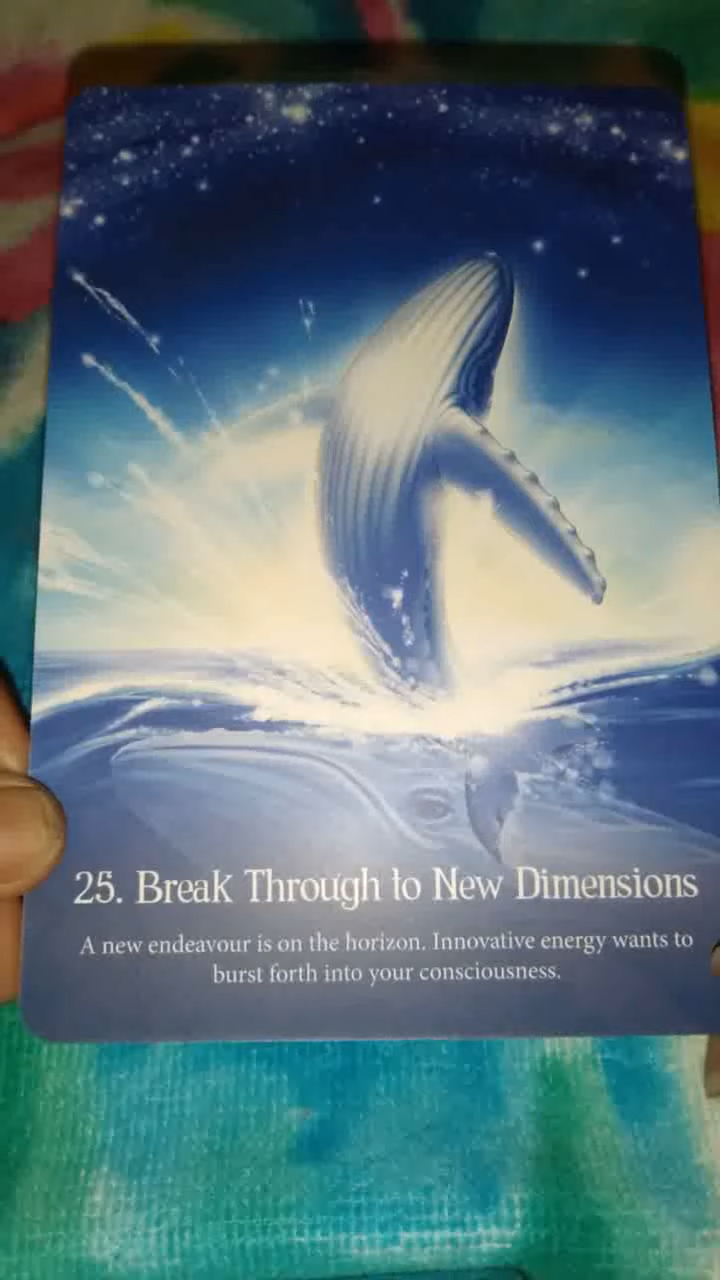 25. Break Through to New Dimensions
A new endeavour is on the horizon. Innovative energy wants to
burst forth into your consciousness.